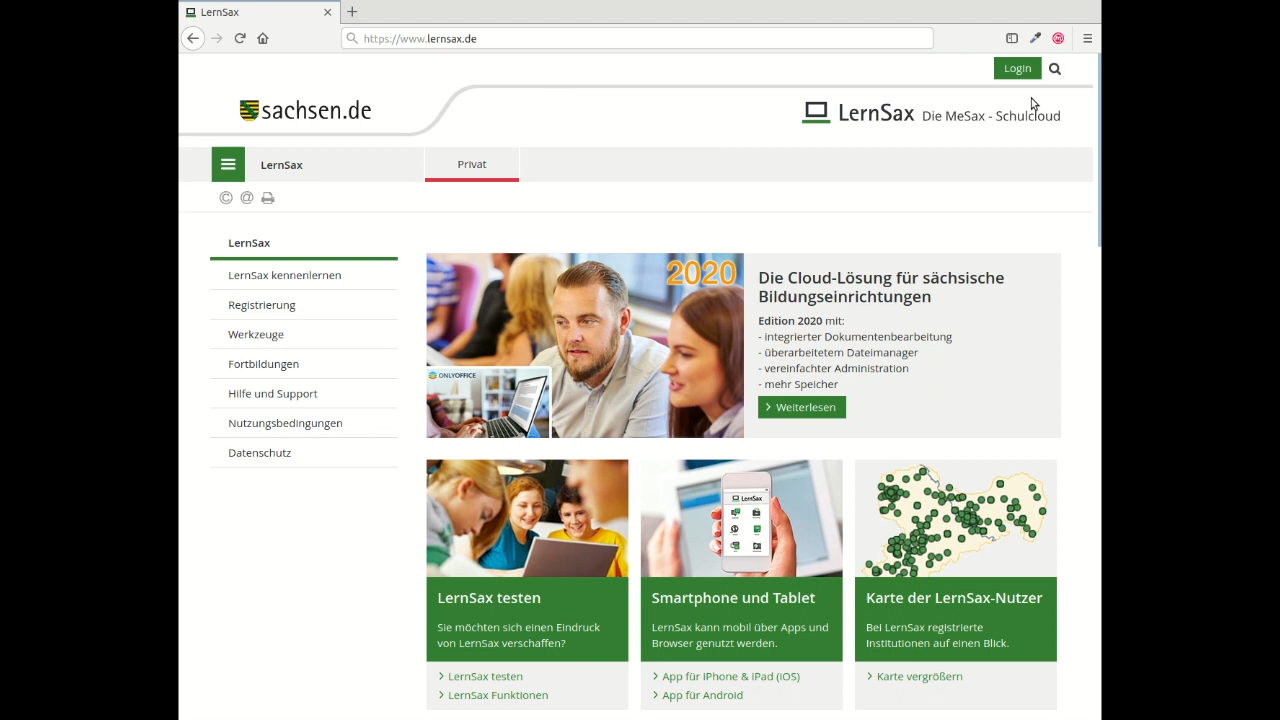 LernSax
https://www.lernsax.de
Login
sachsen.de
LernSax Die MeSax - Schulcloud
LernSax
Privat
LernSax
LernSax kennenlernen
Registrierung
Werkzeuge
Fortbildungen
Hilfe und Support
Nutzungsbedingungen
Datenschutz
2020
ONLYOFFICE
Die Cloud-Lösung für sächsische
Bildungseinrichtungen
Edition 2020 mit:
- integrierter Dokumentenbearbeitung
- überarbeitetem Dateimanager
- vereinfachter Administration
- mehr Speicher
Weiterlesen
LernSax testen
Sie möchten sich einen Eindruck
von LernSax verschaffen?
LernSax testen
LernSax Funktionen
LernSax
Smartphone und Tablet
LernSax kann mobil über Apps und
Browser genutzt werden.
App für iPhone & iPad (iOS)
App für Android
Karte der LernSax-Nutzer
Bei LernSax registrierte
Institutionen auf einen Blick.
Karte vergrößern